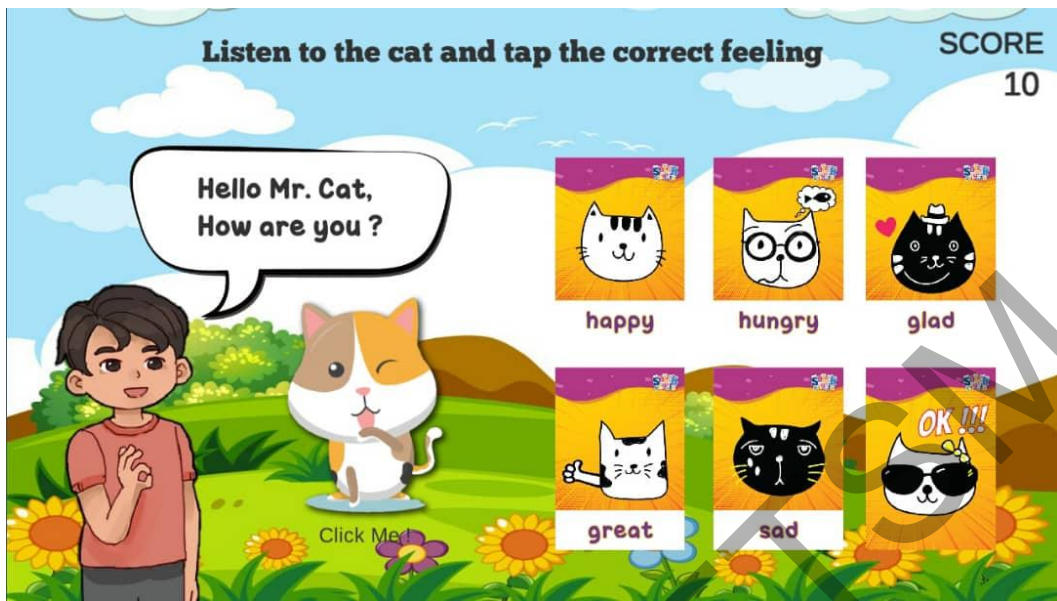 Listen to the cat and tap the correct feeling
SCORE
10
Hello Mr. Cat,
How are you ?
happy
hungry
glad
OK !!!
great
sad
Click Me !